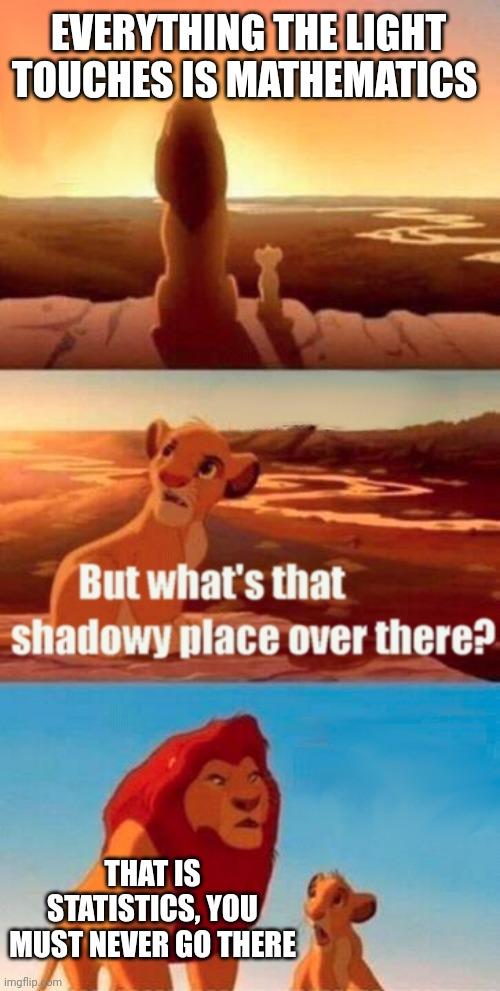 EVERYTHING THE LIGHT
TOUCHES IS MATHEMATICS
But what's that
shadowy place over there?
THAT IS
STATISTICS, YOU
MUST NEVER GO THERE
imgflip.com